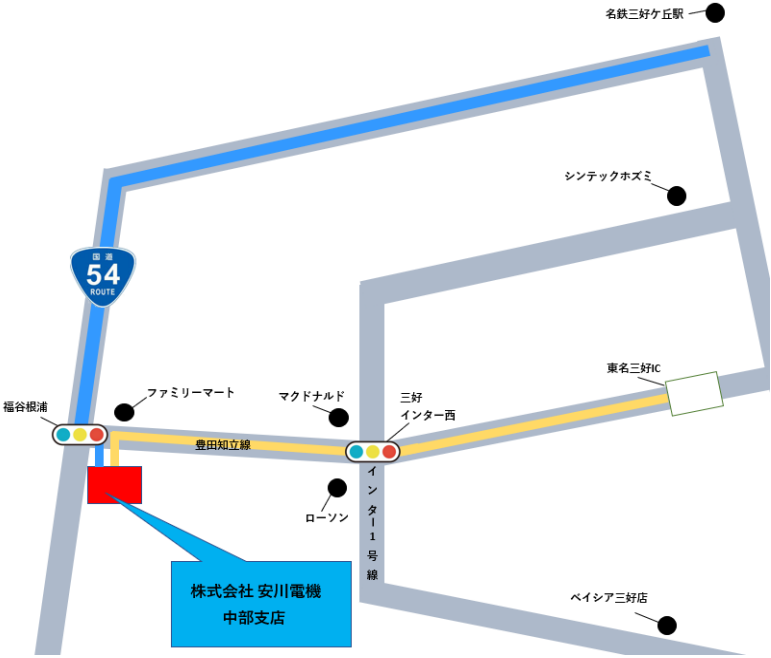 名鉄三好ケ丘駅
シンテックホズミ
国道
54
ROUTE
東名三好IC
ファミリーマート
マクドナルド
三好
インター西
福谷根浦
豊田知立線
インター1号線
ローソン
株式会社 安川電機
中部支店
ベイシア三好店